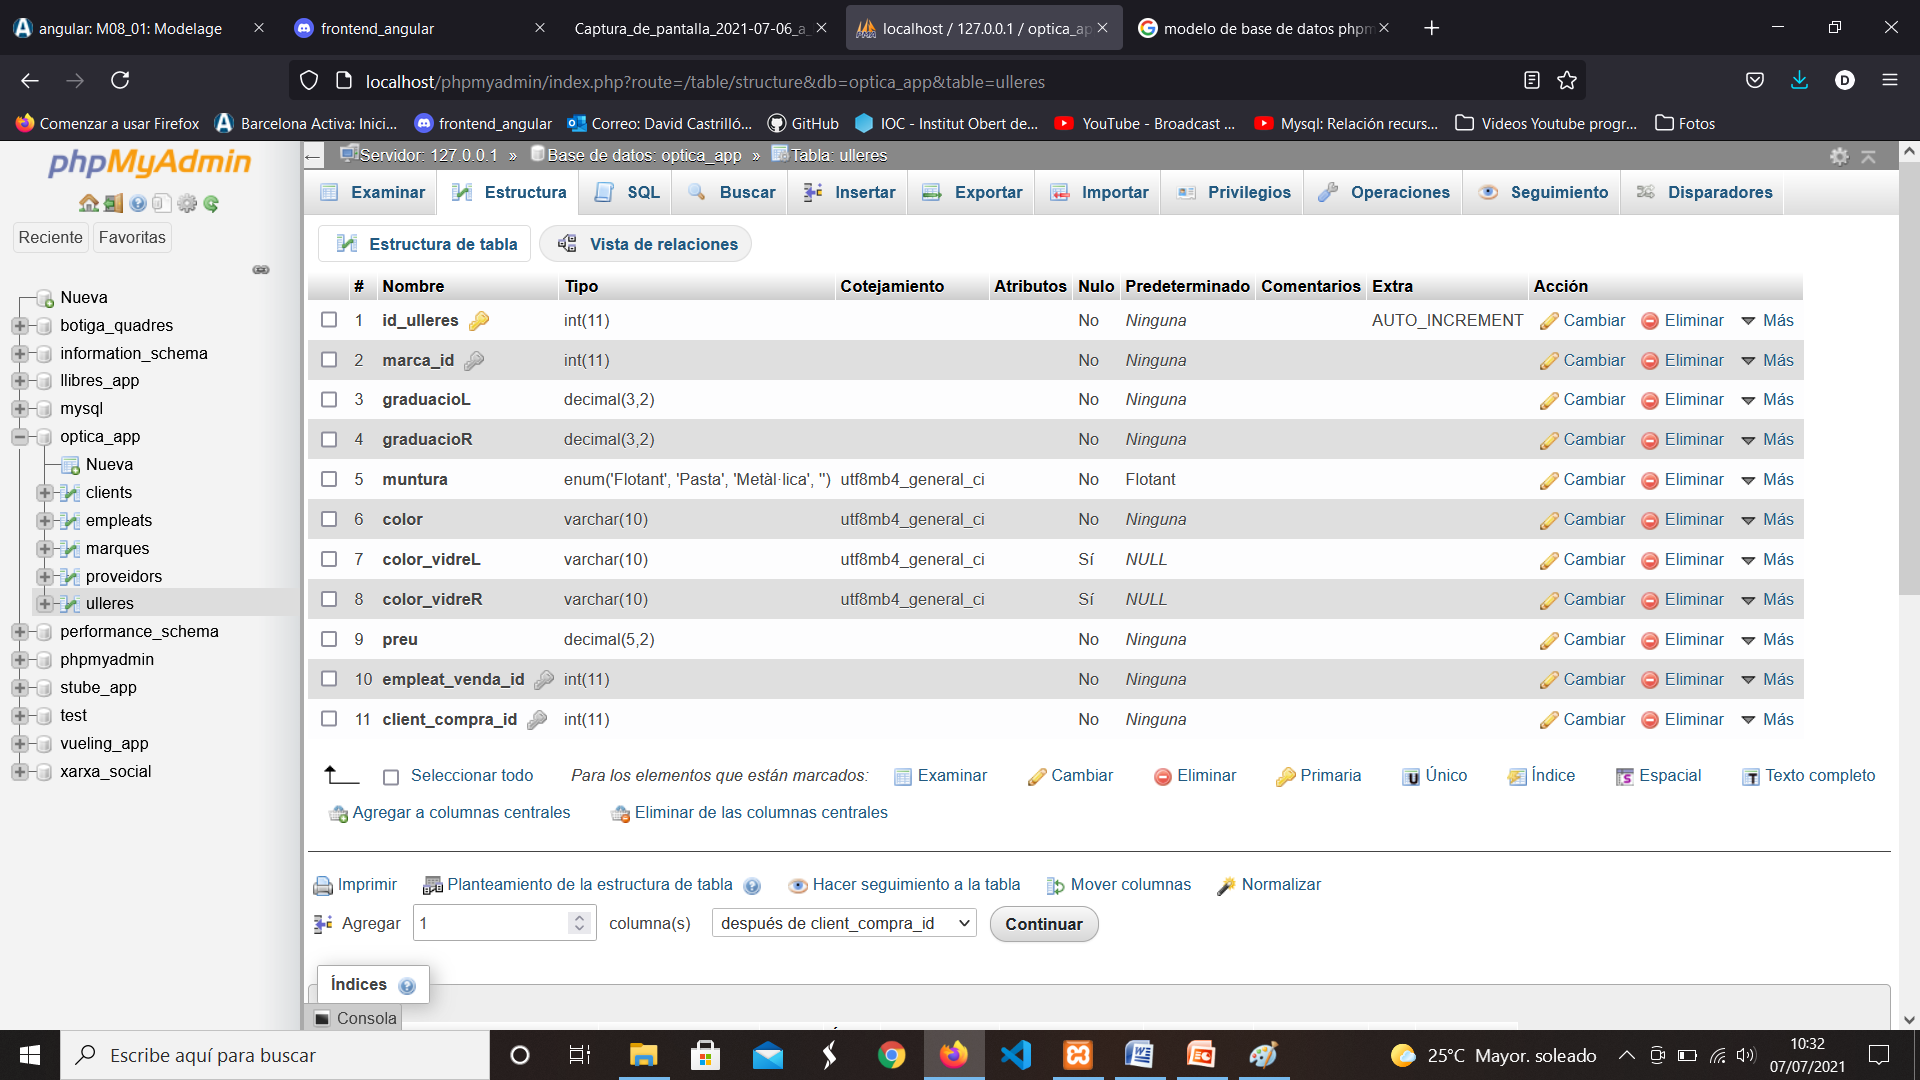 angular: M08_01: Modelage
frontend_angular
Captura_de_pantalla_2021-07-06_a_
localhost / 127.0.0.1 / optica_ap
modelo de base de datos phpm
localhost/phpmyadmin/index.php?route=/table/structure&db=optica_app&table=ulleres
D
Comenzar a usar Firefox
Barcelona Activa: Inici...
frontend_angular
Correo: David Castrilló...
GitHub
IOC - Institut Obert de...
YouTube - Broadcast ...
Mysql: Relación recurs...
Videos Youtube progr...
Fotos
phpMyAdmin
Reciente
Favoritas
Nueva
botiga_quadres
information_schema
llibres_app
mysql
optica_app
Nueva
clients
empleats
marques
proveidors
ulleres
performance_schema
phpmyadmin
stube_app
test
vueling_app
xarxa_social
Servidor: 127.0.0.1 » Base de datos: optica_app » Tabla: ulleres
Examinar Estructura SQL Buscar Insertar Exportar Importar Privilegios Operaciones Seguimiento Disparadores
Estructura de tabla Vista de relaciones
# Nombre Tipo Cotejamiento Atributos Nulo Predeterminado Comentarios Extra Acción
1 id_ulleres int(11) No Ninguna AUTO_INCREMENT Cambiar Eliminar Más
2 marca_id int(11) No Ninguna Cambiar Eliminar Más
3 graduacioL decimal(3,2) No Ninguna Cambiar Eliminar Más
4 graduacioR decimal(3,2) No Ninguna Cambiar Eliminar Más
5 muntura enum('Flotant', 'Pasta', 'Metàl·lica', '') utf8mb4_general_ci No Flotant Cambiar Eliminar Más
6 color varchar(10) utf8mb4_general_ci No Ninguna Cambiar Eliminar Más
7 color_vidreL varchar(10) utf8mb4_general_ci Sí NULL Cambiar Eliminar Más
8 color_vidreR varchar(10) utf8mb4_general_ci Sí NULL Cambiar Eliminar Más
9 preu decimal(5,2) No Ninguna Cambiar Eliminar Más
10 empleat_venda_id int(11) No Ninguna Cambiar Eliminar Más
11 client_compra_id int(11) No Ninguna Cambiar Eliminar Más
Seleccionar todo Para los elementos que están marcados: Examinar Cambiar Eliminar Primaria Único Índice Espacial Texto completo
Agregar a columnas centrales Eliminar de las columnas centrales
Imprimir Planteamiento de la estructura de tabla Hacer seguimiento a la tabla Mover columnas Normalizar
Agregar 1 columna(s) después de client_compra_id Continuar
Índices
Consola
Escribe aquí para buscar
25°C Mayor. soleado
10:32
07/07/2021